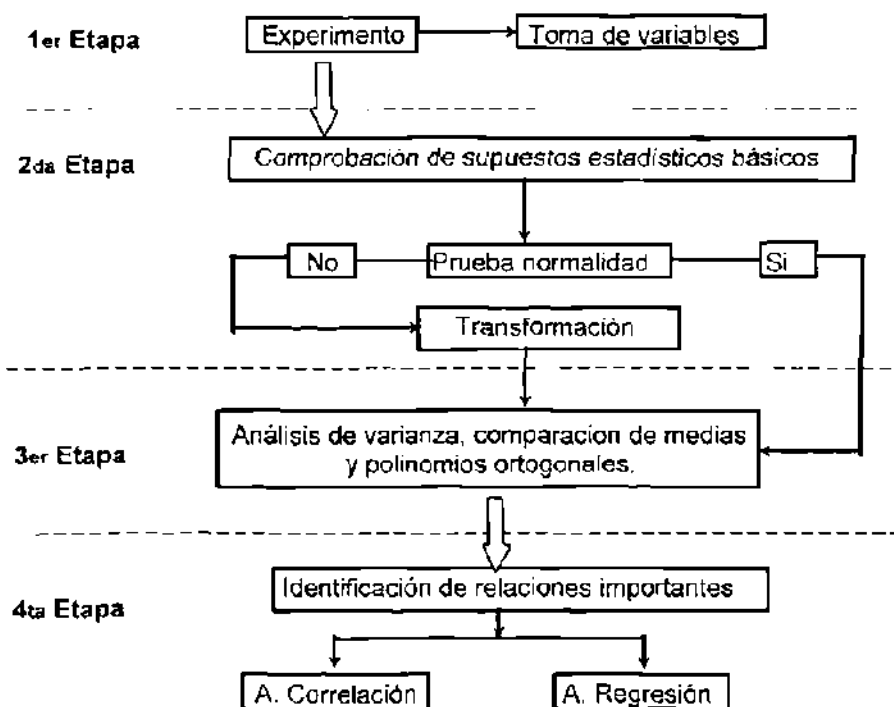 1er Etapa
Experimento
Toma de variables
2da Etapa
Comprobación de supuestos estadísticos básicos
No
Prueba normalidad
Si
Transformación
3er Etapa
Análisis de varianza, comparacion de medias
y polinomios ortogonales.
4ta Etapa
Identificación de relaciones importantes
A. Correlación
A. Regresión